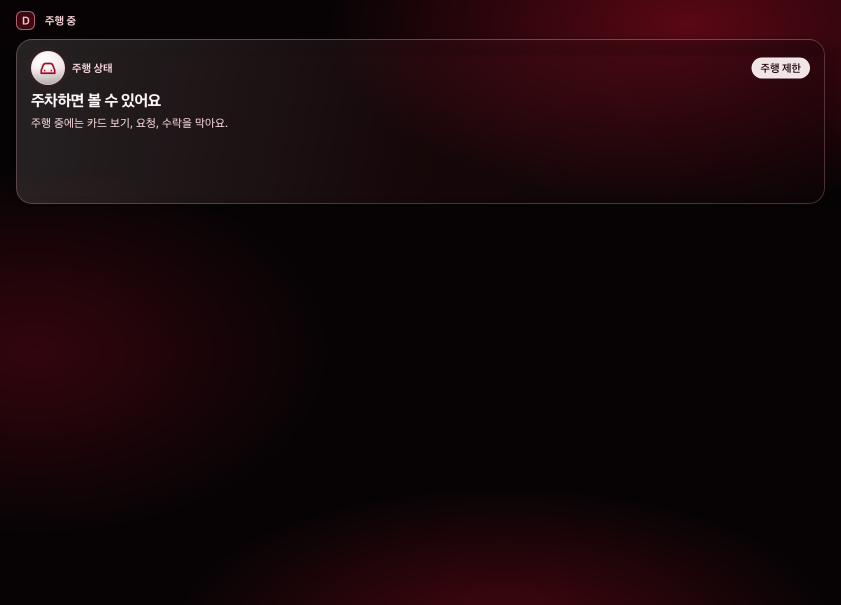 D 주행 중
주행 상태
주행 제한
주차하면 볼 수 있어요
주행 중에는 카드 보기, 요청, 수락을 막아요.